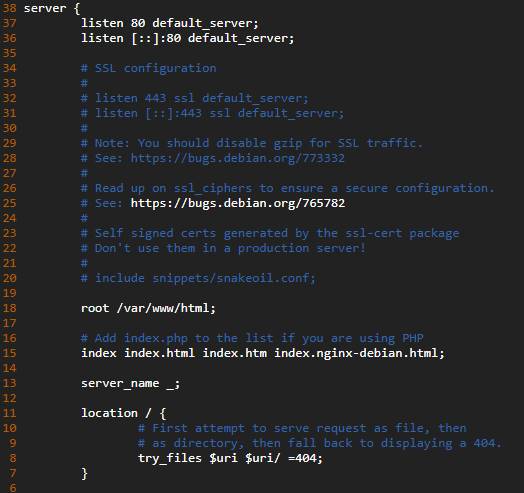 38 server {
37         listen 80 default_server;
36         listen [::]:80 default_server;
35
34         # SSL configuration
33         #
32         # listen 443 ssl default_server;
31         # listen [::]:443 ssl default_server;
30         #
29         # Note: You should disable gzip for SSL traffic.
28         # See: https://bugs.debian.org/773332
27         #
26         # Read up on ssl_ciphers to ensure a secure configuration.
25         # See: https://bugs.debian.org/765782
24         #
23         # Self signed certs generated by the ssl-cert package
22         # Don't use them in a production server!
21         #
20         # include snippets/snakeoil.conf;
19
18         root /var/www/html;
17
16         # Add index.php to the list if you are using PHP
15         index index.html index.htm index.nginx-debian.html;
14
13         server_name _;
12
11         location / {
10                 # First attempt to serve request as file, then
9                 # as directory, then fall back to displaying a 404.
8                 try_files $uri $uri/ =404;
7         }
6